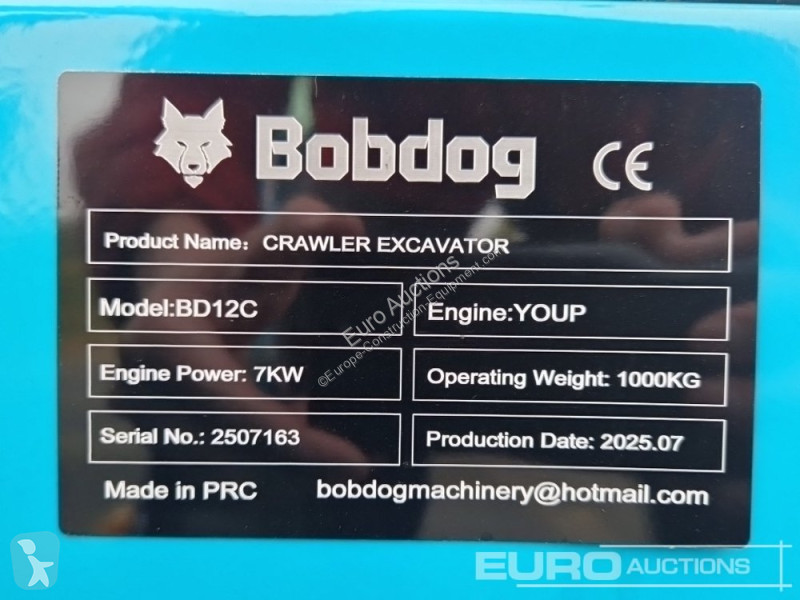 Bobdog CE
Product Name: CRAWLER EXCAVATOR
Model:BD12C Engine:YOUP
Engine Power: 7KW Operating Weight: 1000KG
Serial No.: 2507163 Production Date: 2025.07
Made in PRC bobdogmachinery@hotmail.com
Euro Auctions
©Europe-Construction-Equipment.com
EURO AUCTIONS